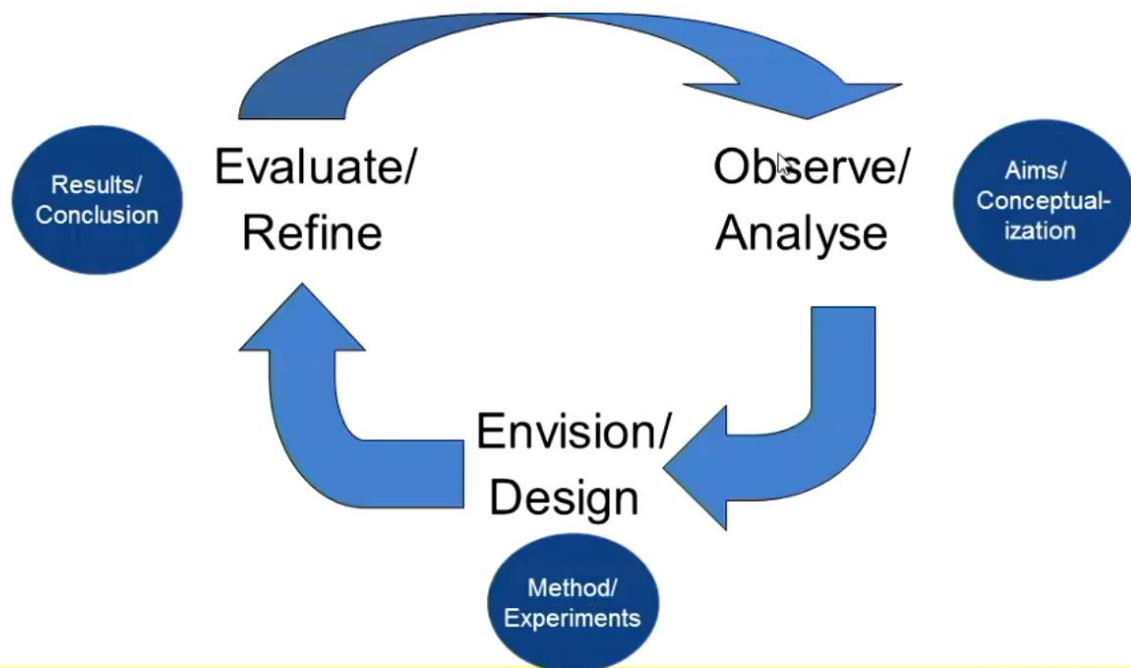 Evaluate/
Refine
Results/
Conclusion
Observe/
Analyse
Aims/
Conceptual-
ization
Envision/
Design
Method/
Experiments